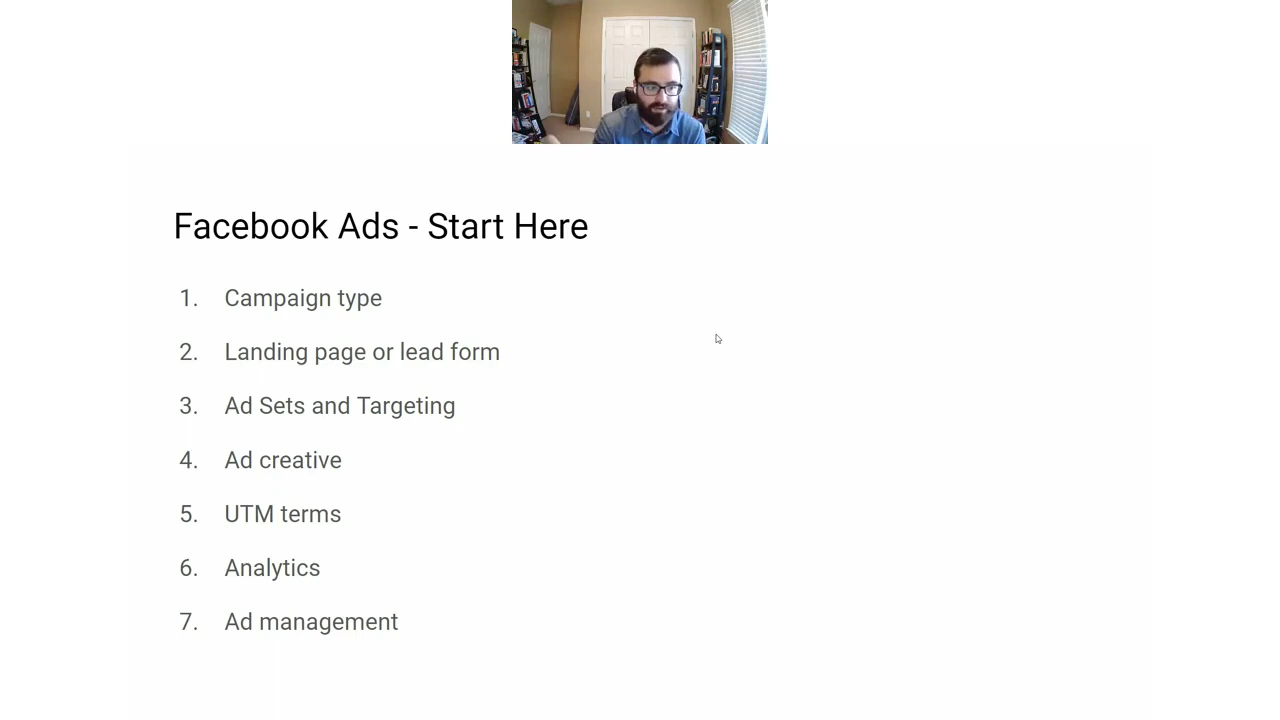 Facebook Ads - Start Here
1. Campaign type
2. Landing page or lead form
3. Ad Sets and Targeting
4. Ad creative
5. UTM terms
6. Analytics
7. Ad management